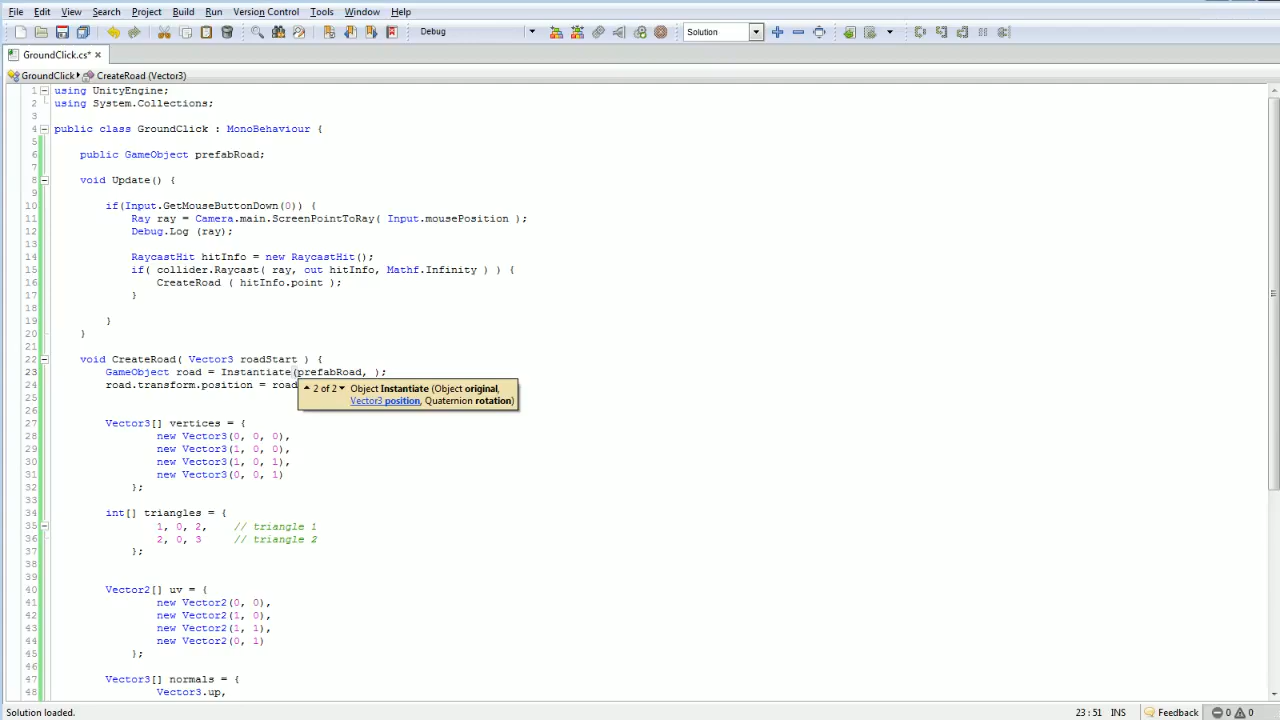 File Edit View Search Project Build Run Version Control Tools Window Help
Debug Solution
GroundClick.cs* ×
GroundClick CreateRoad (Vector3)
1 using UnityEngine;
2 using System.Collections;
3
4 public class GroundClick : MonoBehaviour {
5
6 public GameObject prefabRoad;
7
8 void Update() {
9
10 if(Input.GetMouseButtonDown(0)) {
11 Ray ray = Camera.main.ScreenPointToRay( Input.mousePosition );
12 Debug.Log (ray);
13
14 RaycastHit hitInfo = new RaycastHit();
15 if( collider.Raycast( ray, out hitInfo, Mathf.Infinity ) ) {
16 CreateRoad ( hitInfo.point );
17 }
18
19 }
20 }
21
22 void CreateRoad( Vector3 roadStart ) {
23 GameObject road = Instantiate(prefabRoad, );
24 road.transform.position = road
2 of 2 Object Instantiate (Object original,
Vector3 position, Quaternion rotation)
25
26
27 Vector3[] vertices = {
28 new Vector3(0, 0, 0),
29 new Vector3(1, 0, 0),
30 new Vector3(1, 0, 1),
31 new Vector3(0, 0, 1)
32 };
33
34 int[] triangles = {
35 1, 0, 2, // triangle 1
36 2, 0, 3 // triangle 2
37 };
38
39
40 Vector2[] uv = {
41 new Vector2(0, 0),
42 new Vector2(1, 0),
43 new Vector2(1, 1),
44 new Vector2(0, 1)
45 };
46
47 Vector3[] normals = {
48 Vector3.up,
Solution loaded. 23 : 51 INS Feedback 0 0